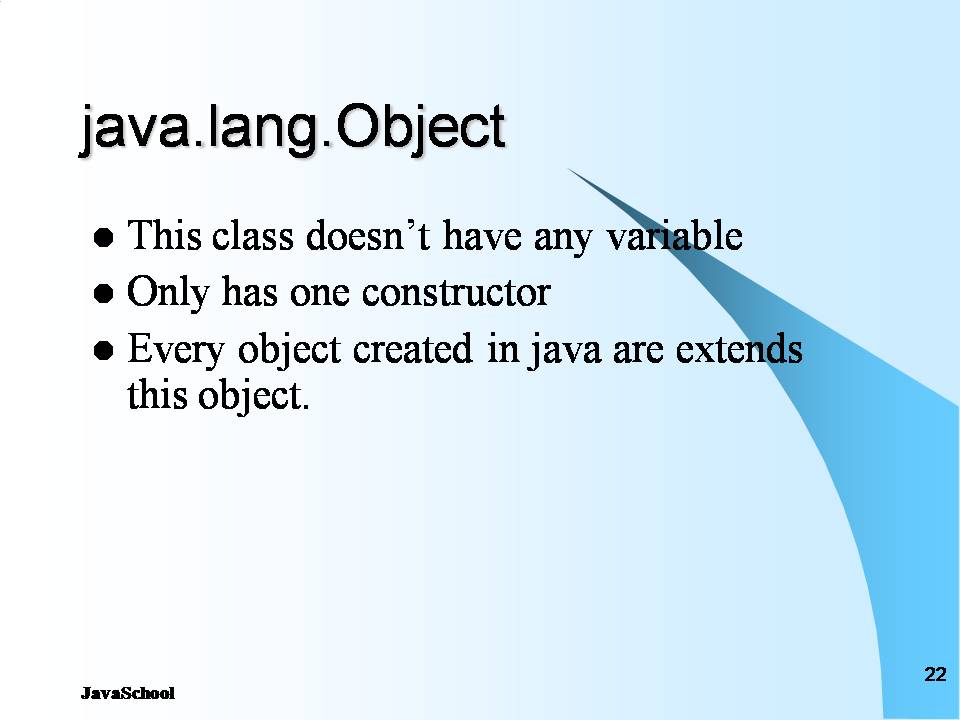 java.lang.Object
● This class doesn’t have any variable
● Only has one constructor
● Every object created in java are extends
this object.
JavaSchool
22